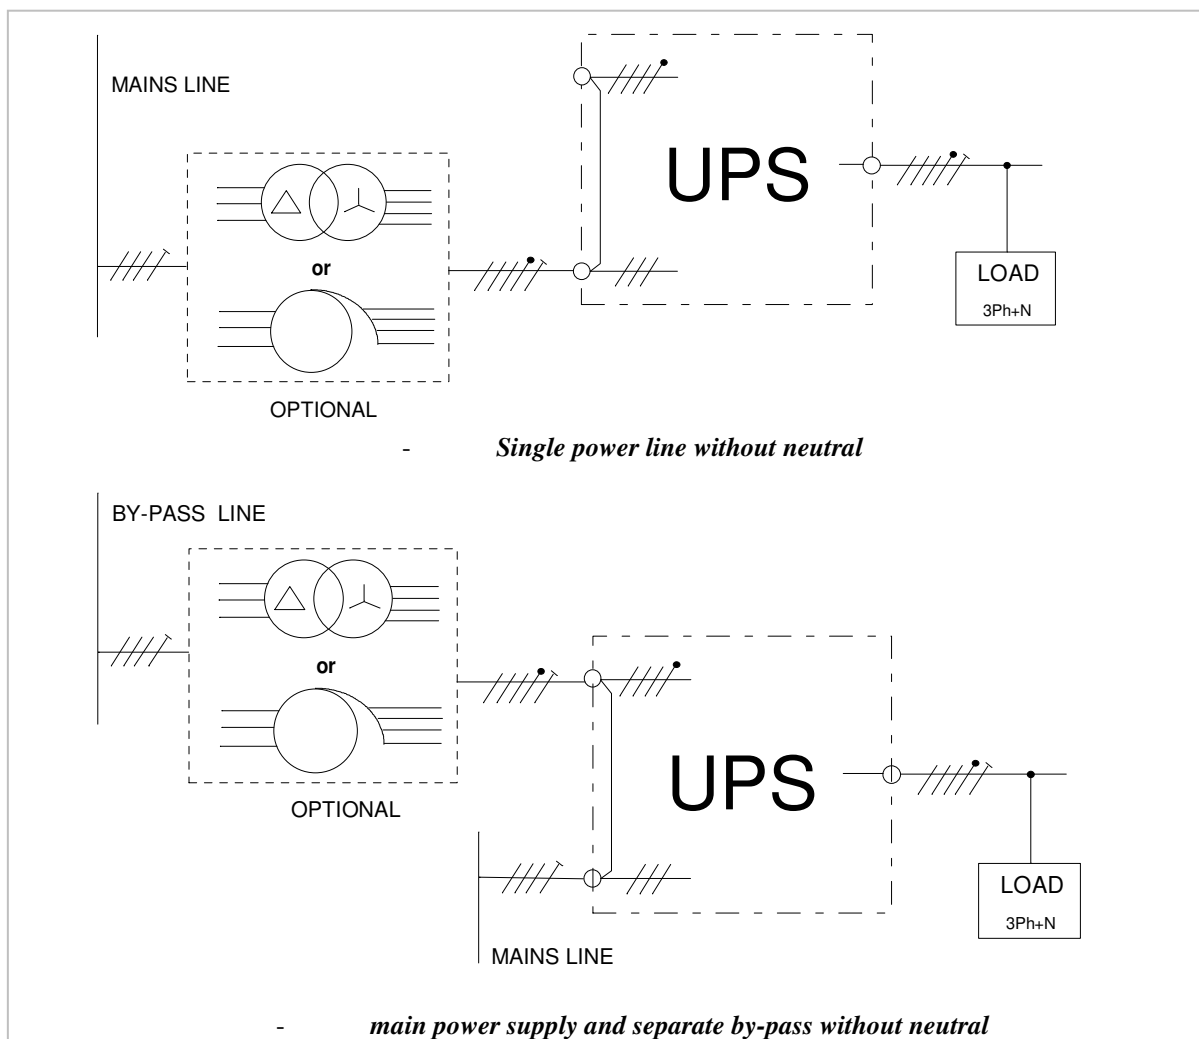 MAINS LINE
UPS
or
LOAD
3Ph+N
OPTIONAL
- Single power line without neutral
BY-PASS LINE
or
UPS
OPTIONAL
LOAD
3Ph+N
MAINS LINE
- main power supply and separate by-pass without neutral